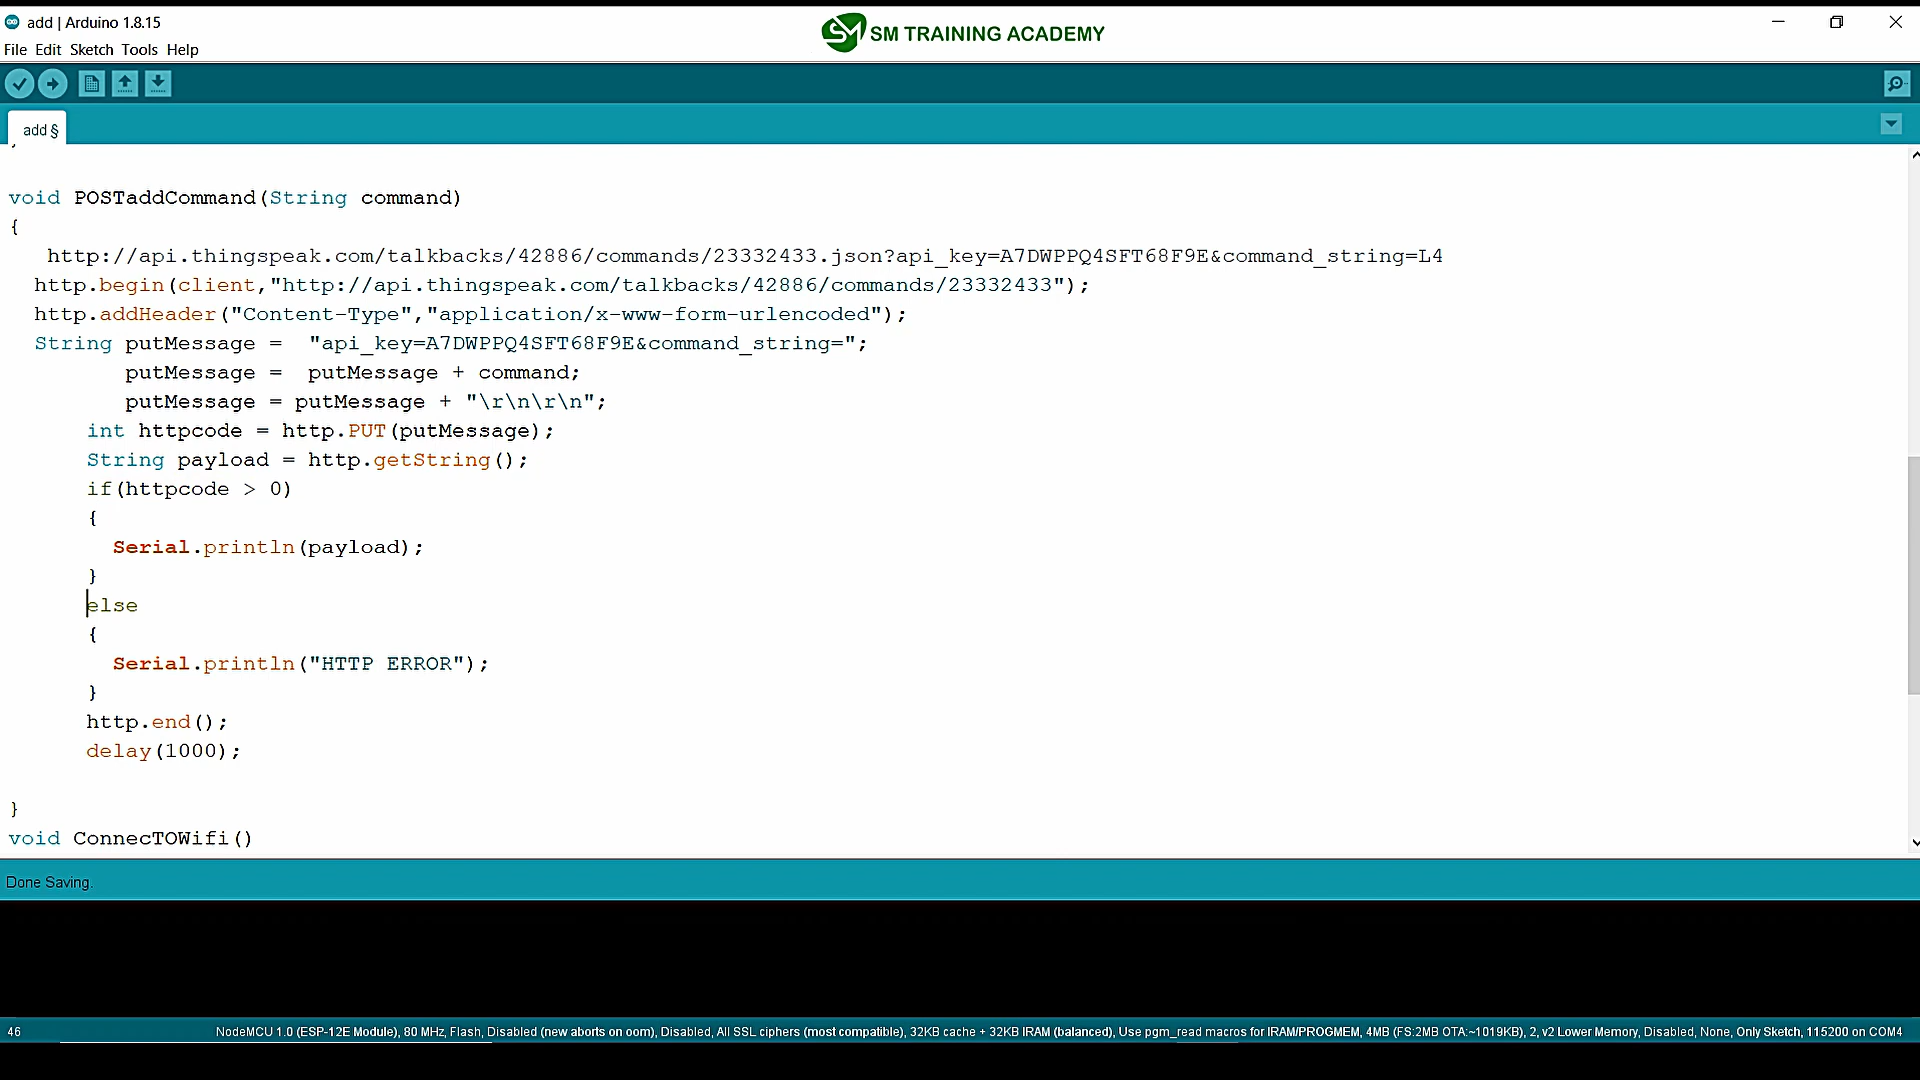 add | Arduino 1.8.15
SM TRAINING ACADEMY
File Edit Sketch Tools Help
add §
void POSTaddCommand(String command)
{
http://api.thingspeak.com/talkbacks/42886/commands/23332433.json?api_key=A7DWPPQ4SFT68F9E&command_string=L4
http.begin(client,"http://api.thingspeak.com/talkbacks/42886/commands/23332433");
http.addHeader("Content-Type","application/x-www-form-urlencoded");
String putMessage =  "api_key=A7DWPPQ4SFT68F9E&command_string=";
putMessage =  putMessage + command;
putMessage = putMessage + "\r\n\r\n";
int httpcode = http.PUT(putMessage);
String payload = http.getString();
if(httpcode > 0)
{
Serial.println(payload);
}
else
{
Serial.println("HTTP ERROR");
}
http.end();
delay(1000);
}
void ConnecTOWifi()
Done Saving.
46 NodeMCU 1.0 (ESP-12E Module), 80 MHz, Flash, Disabled (new aborts on oom), Disabled, All SSL ciphers (most compatible), 32KB cache + 32KB IRAM (balanced), Use pgm_read macros for IRAM/PROGMEM, 4MB (FS:2MB OTA:~1019KB), 2, v2 Lower Memory, Disabled, None, Only Sketch, 115200 on COM4